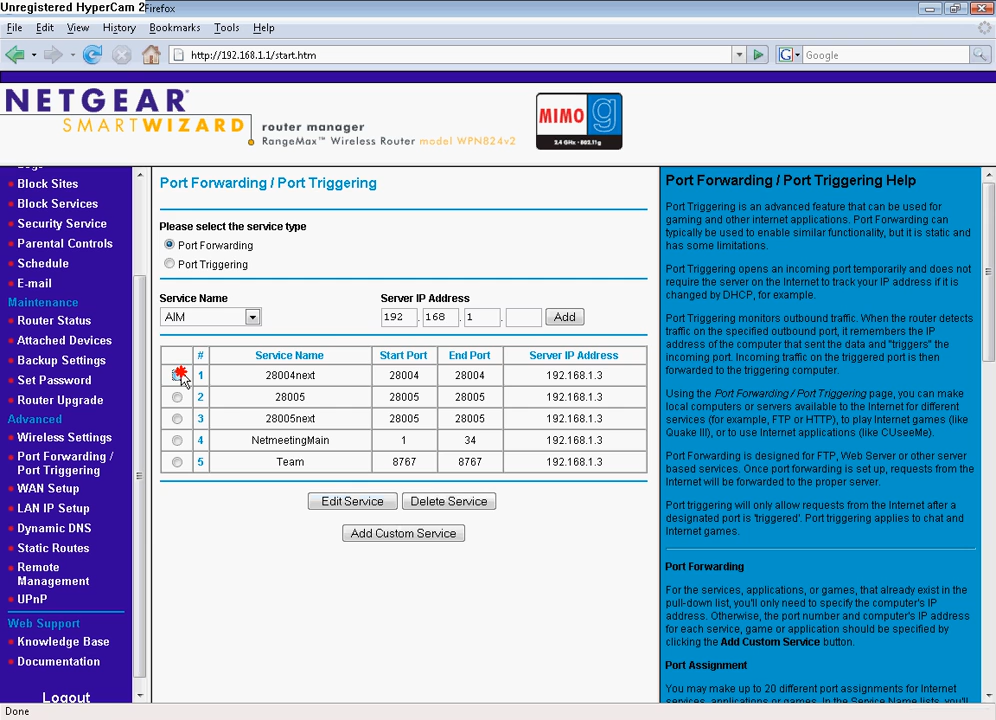 Unregistered HyperCam 2
Firefox
File Edit View History Bookmarks Tools Help
http://192.168.1.1/start.htm
G Google
NETGEAR®
SMARTWIZARD
router manager
RangeMax™ Wireless Router model WPN824v2
MIMO g
2.4 GHz - 802.11g
Block Sites
Block Services
Security Service
Parental Controls
Schedule
E-mail
Maintenance
Router Status
Attached Devices
Backup Settings
Set Password
Router Upgrade
Advanced
Wireless Settings
Port Forwarding /
Port Triggering
WAN Setup
LAN IP Setup
Dynamic DNS
Static Routes
Remote
Management
UPnP
Web Support
Knowledge Base
Documentation
Logout
Port Forwarding / Port Triggering
Please select the service type
Port Forwarding
Port Triggering
Service Name Server IP Address
AIM 192 . 168 . 1 . Add
# Service Name Start Port End Port Server IP Address
1 28004next 28004 28004 192.168.1.3
2 28005 28005 28005 192.168.1.3
3 28005next 28005 28005 192.168.1.3
4 NetmeetingMain 1 34 192.168.1.3
5 Team 8767 8767 192.168.1.3
Edit Service Delete Service
Add Custom Service
Port Forwarding / Port Triggering Help
Port Triggering is an advanced feature that can be used for
gaming and other internet applications. Port Forwarding can
typically be used to enable similar functionality, but it is static and
has some limitations.
Port Triggering opens an incoming port temporarily and does not
require the server on the Internet to track your IP address if it is
changed by DHCP, for example.
Port Triggering monitors outbound traffic. When the router detects
traffic on the specified outbound port, it remembers the IP
address of the computer that sent the data and "triggers" the
incoming port. Incoming traffic on the triggered port is then
forwarded to the triggering computer.
Using the Port Forwarding / Port Triggering page, you can make
local computers or servers available to the Internet for different
services (for example, FTP or HTTP), to play Internet games (like
Quake III), or to use Internet applications (like CUseeMe).
Port Forwarding is designed for FTP, Web Server or other server
based services. Once port forwarding is set up, requests from the
Internet will be forwarded to the proper server.
Port triggering will only allow requests from the Internet after a
designated port is 'triggered'. Port triggering applies to chat and
Internet games.
Port Forwarding
For the services, applications, or games, that already exist in the
pull-down list, you'll only need to specify the computer's IP
address. Otherwise, the port number and computer's IP address
for each service, game or application should be specified by
clicking the Add Custom Service button.
Port Assignment
You may make up to 20 different port assignments for Internet
services, applications or games. In the Service Name lists, you'll
Done